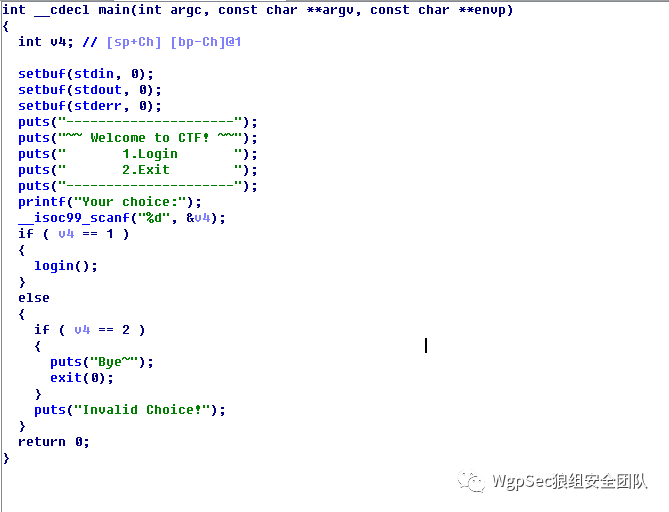 int __cdecl main(int argc, const char **argv, const char **envp)
{
  int v4; // [sp+Ch] [bp-Ch]@1

  setbuf(stdin, 0);
  setbuf(stdout, 0);
  setbuf(stderr, 0);
  puts("---------------------");
  puts("~~ Welcome to CTF! ~~");
  puts("       1.Login       ");
  puts("       2.Exit        ");
  puts("---------------------");
  printf("Your choice:");
  __isoc99_scanf("%d", &v4);
  if ( v4 == 1 )
  {
    login();
  }
  else
  {
    if ( v4 == 2 )
    {
      puts("Bye~");
      exit(0);
    }
    puts("Invalid Choice!");
  }
  return 0;
}
WgpSec狼组安全团队